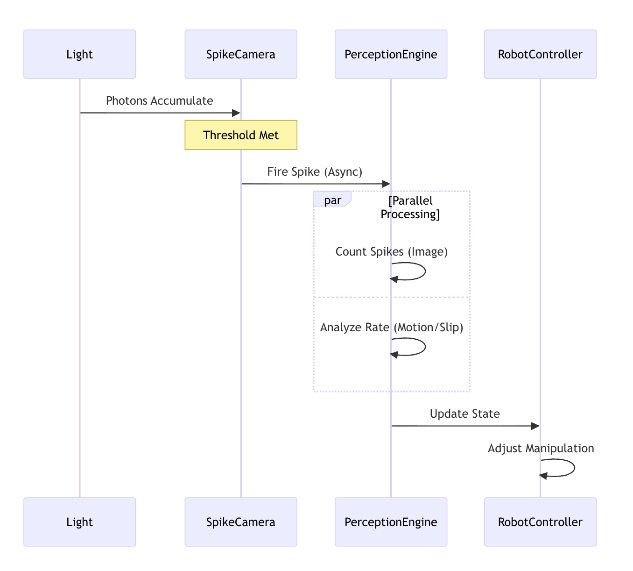 Light
SpikeCamera
PerceptionEngine
RobotController
Photons Accumulate
Threshold Met
Fire Spike (Async)
par
[Parallel
Processing]
Count Spikes (Image)
Analyze Rate (Motion/Slip)
Update State
Adjust Manipulation
Light
SpikeCamera
PerceptionEngine
RobotController